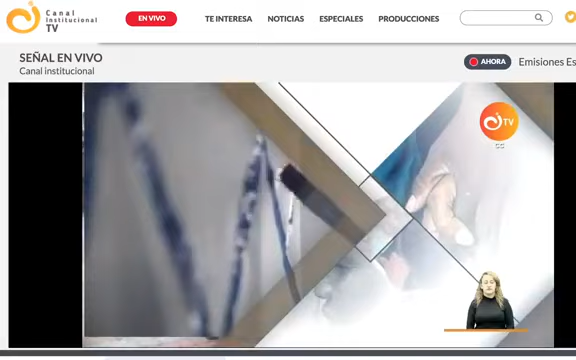 Canal
Institucional
TV
EN VIVO
TE INTERESA
NOTICIAS
ESPECIALES
PRODUCCIONES
SEÑAL EN VIVO
Canal institucional
AHORA
Emisiones Es
TV
CC